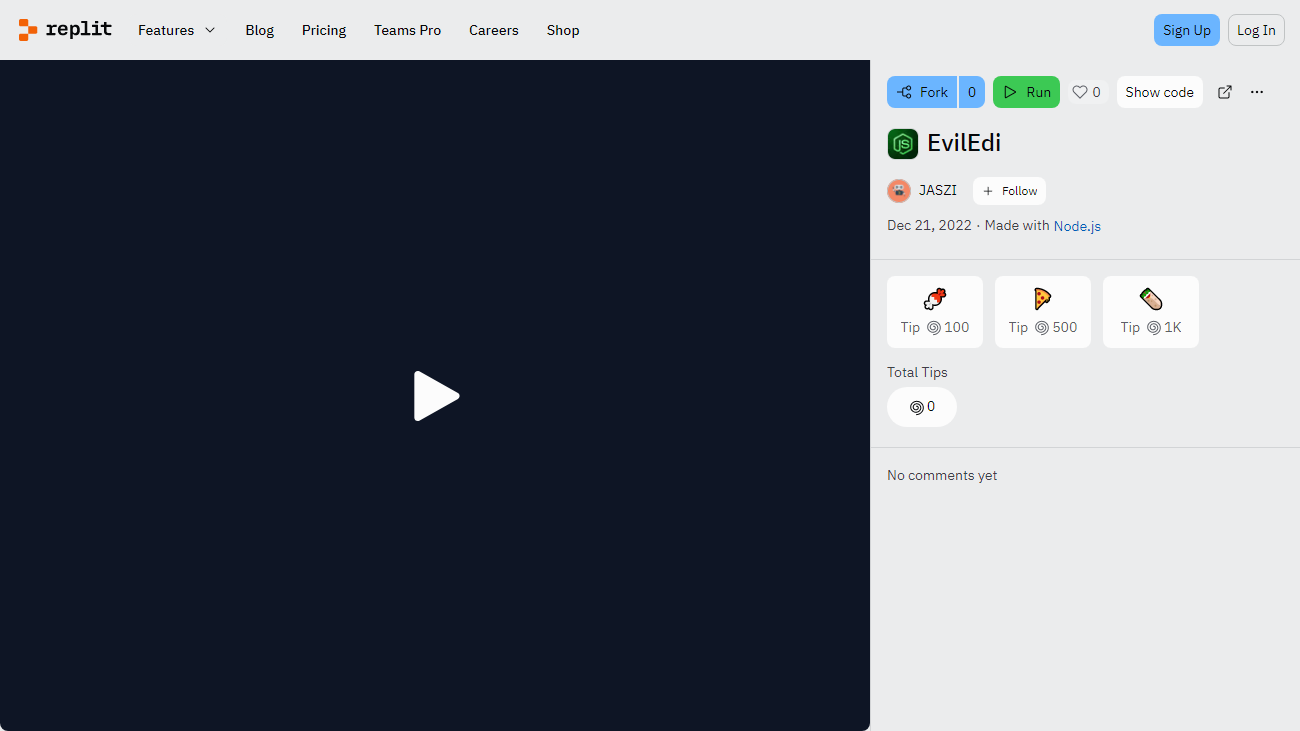 replit Features Blog Pricing Teams Pro Careers Shop Sign Up Log In
Fork 0 Run 0 Show code
JS EvilEdi
JASZI + Follow
Dec 21, 2022 · Made with Node.js
Tip 100 Tip 500 Tip 1K
Total Tips
0
No comments yet